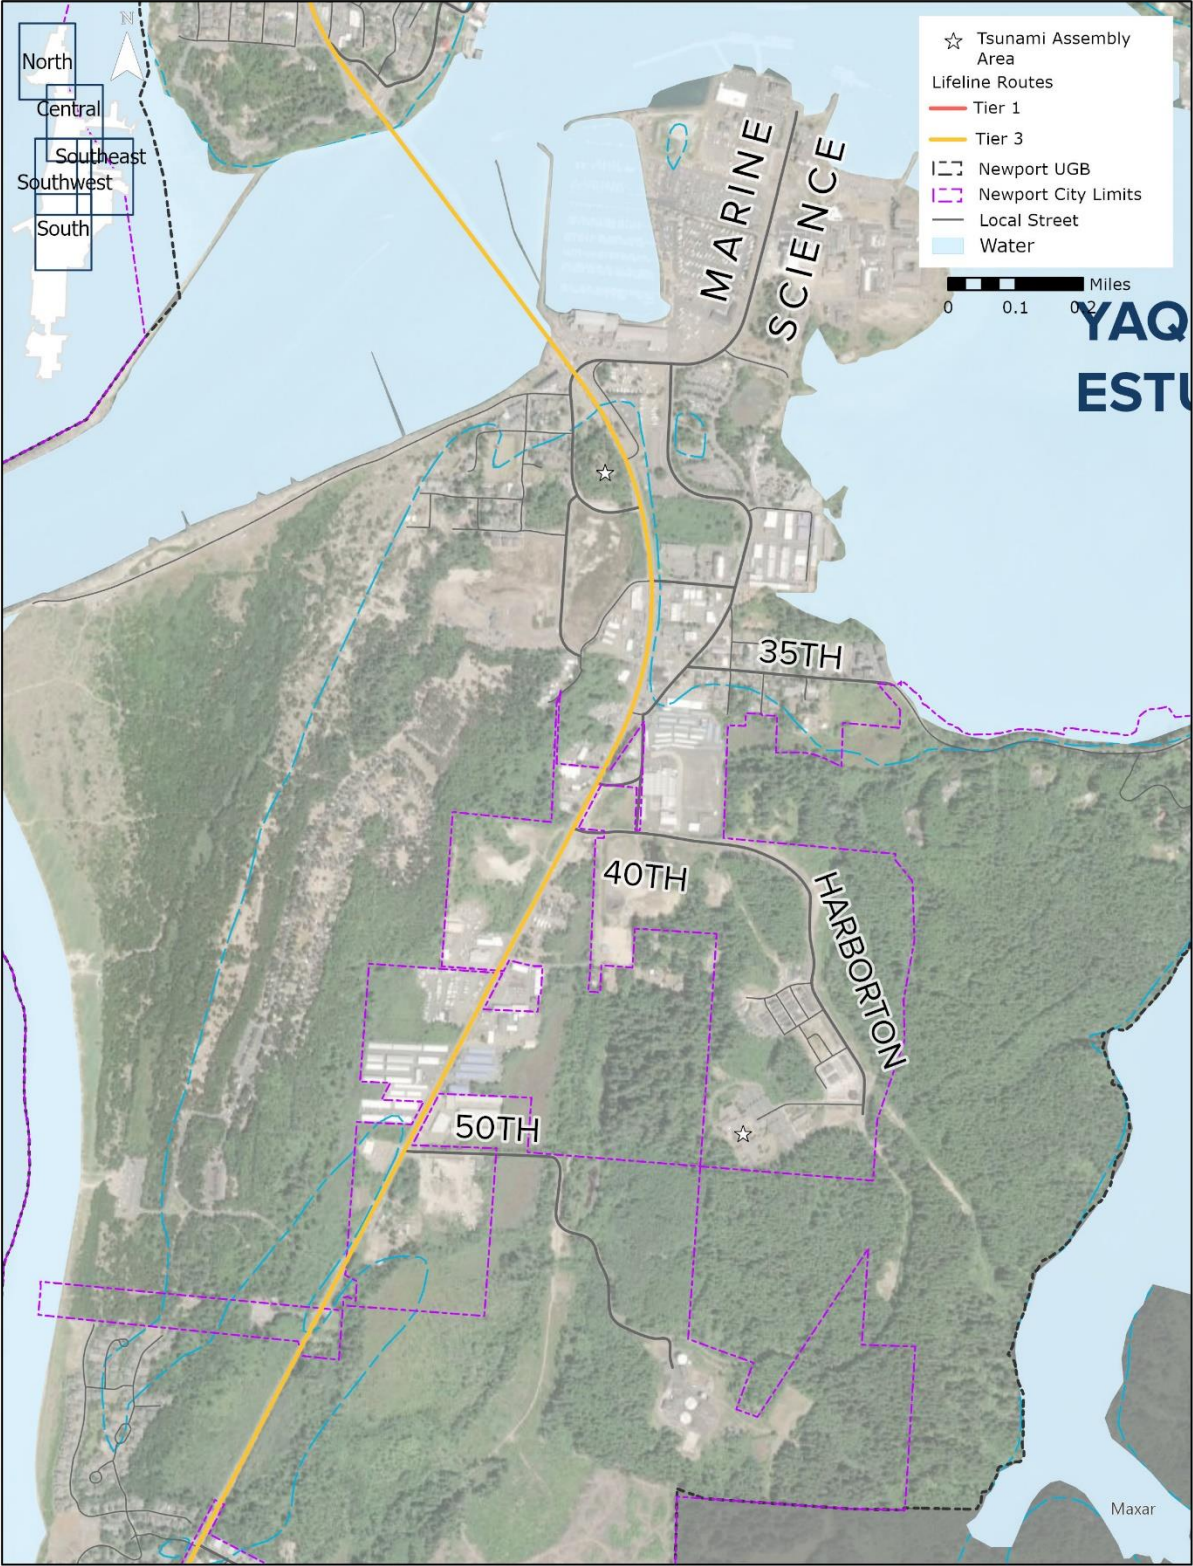 North
Central
Southeast
Southwest
South
N
Tsunami Assembly
Area
Lifeline Routes
Tier 1
Tier 3
Newport UGB
Newport City Limits
Local Street
Water
Miles
0 0.1 0.2
YAQ
ESTU
MARINE
SCIENCE
35TH
40TH
HARBORTON
50TH
Maxar